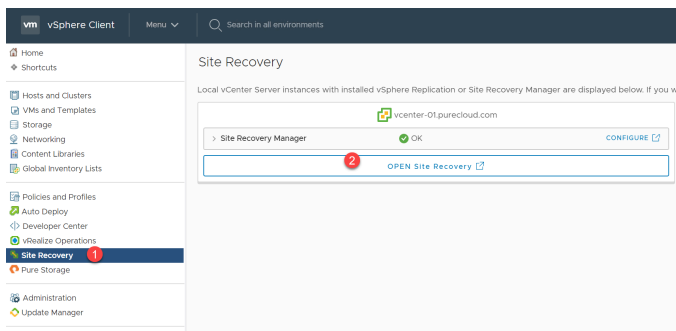 vm vSphere Client Menu Search in all environments
Home
Shortcuts
Hosts and Clusters
VMs and Templates
Storage
Networking
Content Libraries
Global Inventory Lists
Policies and Profiles
Auto Deploy
Developer Center
vRealize Operations
Site Recovery 1
Pure Storage
Administration
Update Manager
Site Recovery
Local vCenter Server instances with installed vSphere Replication or Site Recovery Manager are displayed below. If you w
vcenter-01.purecloud.com
Site Recovery Manager OK CONFIGURE
2 OPEN Site Recovery